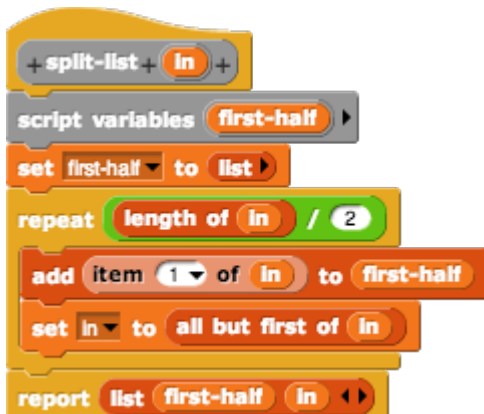 + split-list + in +
script variables first-half
set first-half to list
repeat length of in / 2
add item 1 of in to first-half
set in to all but first of in
report list first-half in